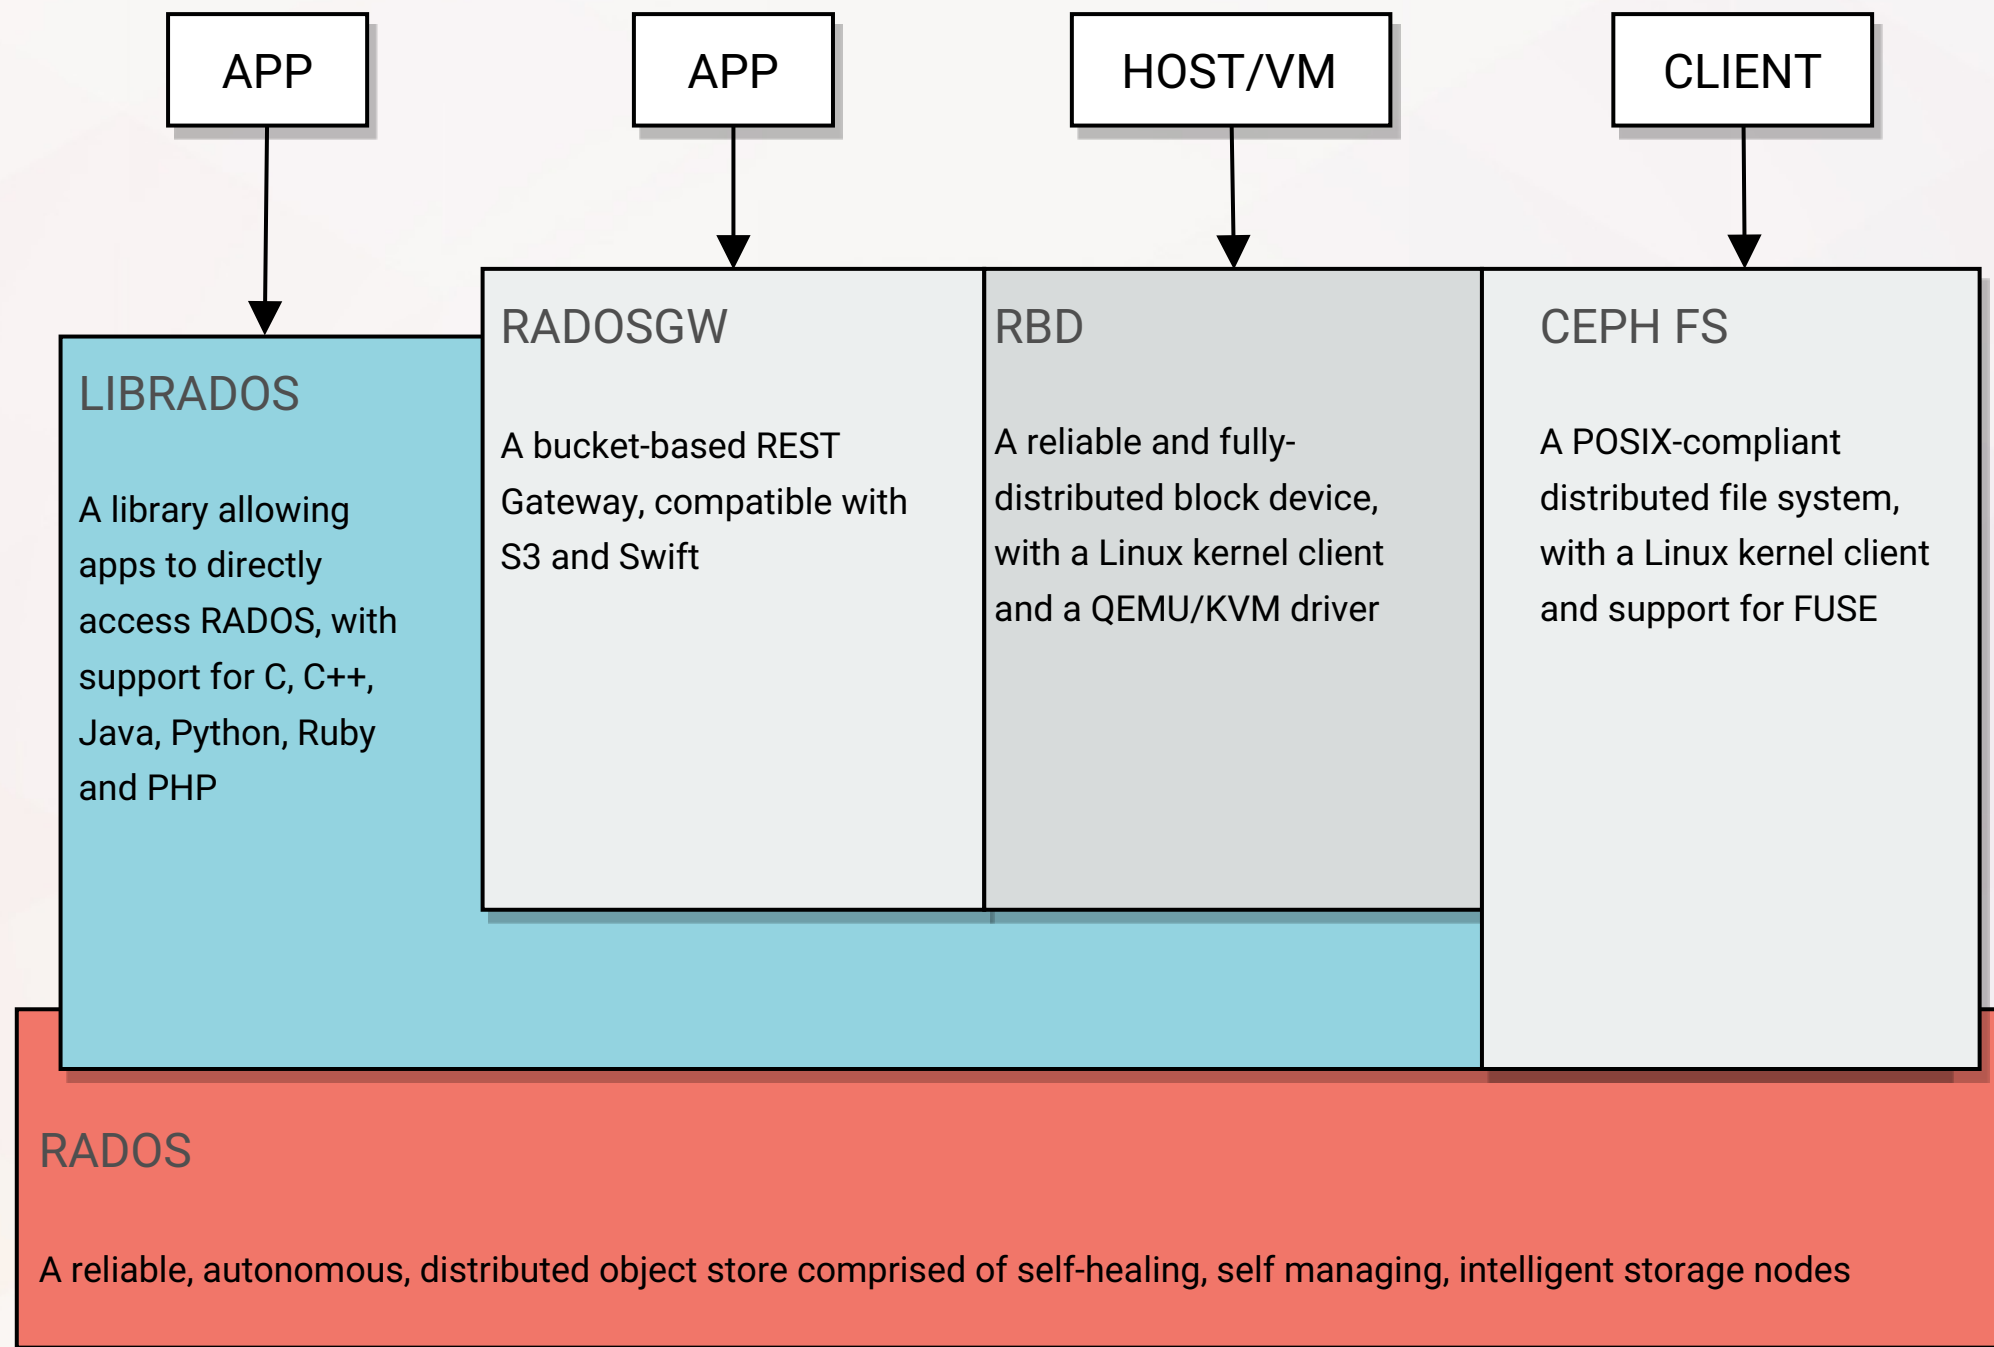 APP
APP
HOST/VM
CLIENT
LIBRADOS
A library allowing
apps to directly
access RADOS, with
support for C, C++,
Java, Python, Ruby
and PHP
RADOSGW
A bucket-based REST
Gateway, compatible with
S3 and Swift
RBD
A reliable and fully-
distributed block device,
with a Linux kernel client
and a QEMU/KVM driver
CEPH FS
A POSIX-compliant
distributed file system,
with a Linux kernel client
and support for FUSE
RADOS
A reliable, autonomous, distributed object store comprised of self-healing, self managing, intelligent storage nodes